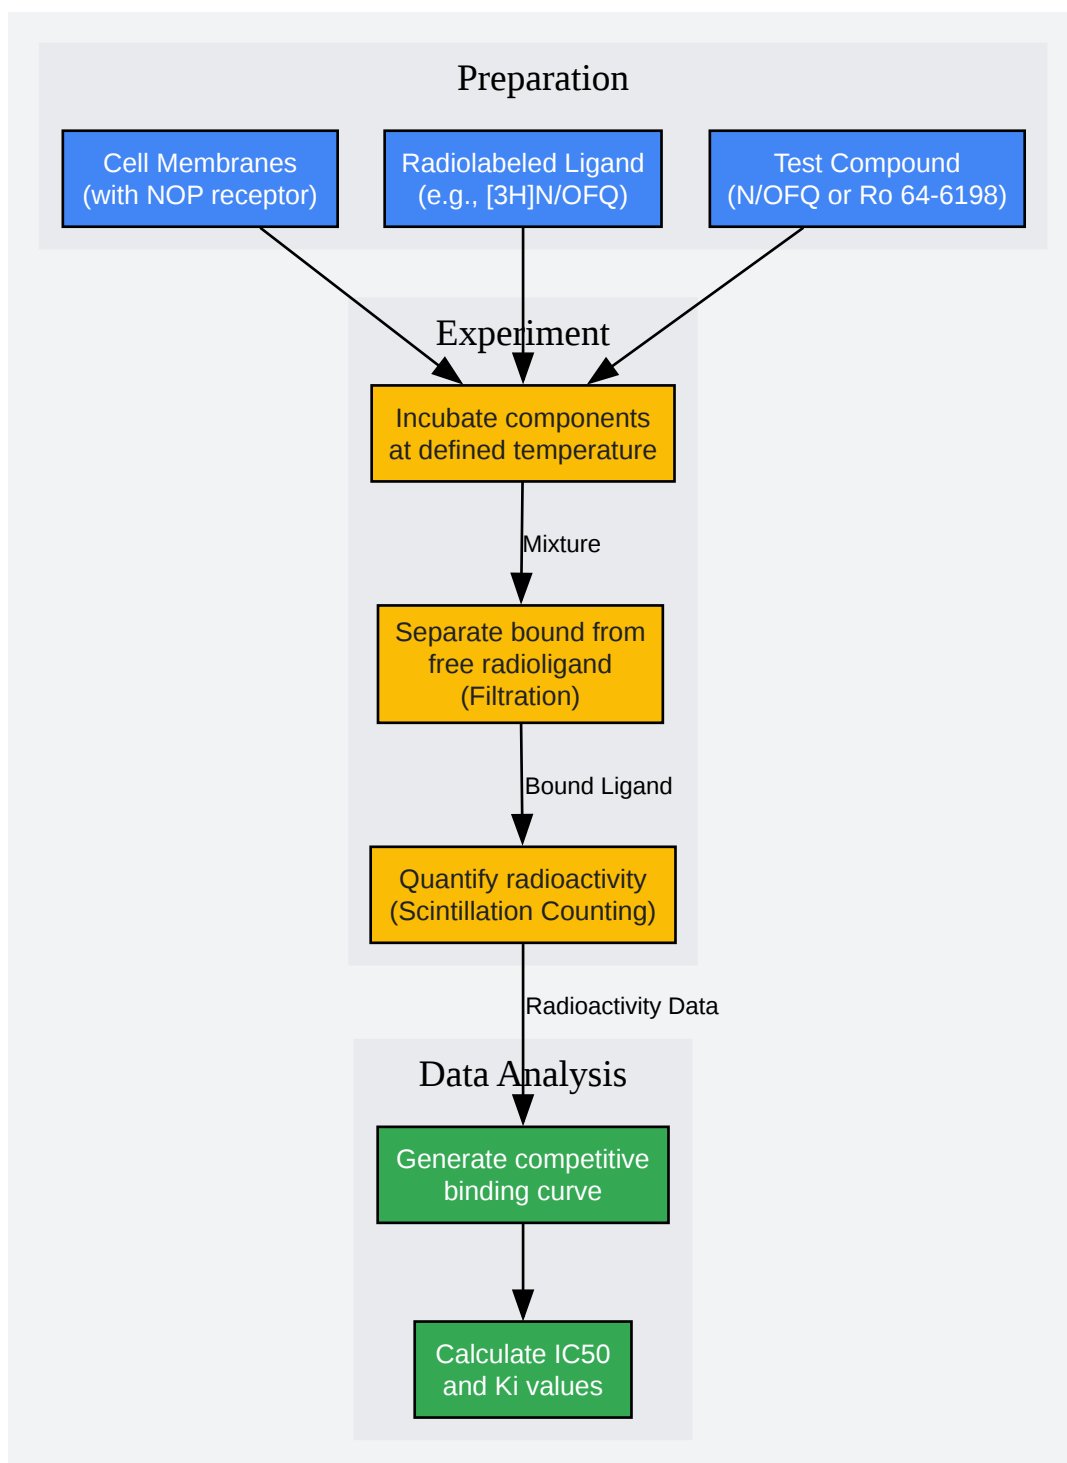 Preparation
Cell Membranes
(with NOP receptor)
Radiolabeled Ligand
(e.g., [3H]N/OFQ)
Test Compound
(N/OFQ or Ro 64-6198)
Experiment
Incubate components
at defined temperature
Mixture
Separate bound from
free radioligand
(Filtration)
Bound Ligand
Quantify radioactivity
(Scintillation Counting)
Radioactivity Data
Data Analysis
Generate competitive
binding curve
Calculate IC50
and Ki values